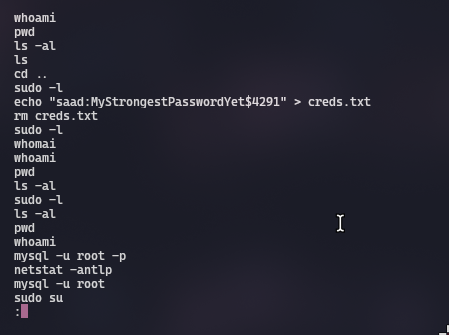 whoami
pwd
ls -al
ls
cd ..
sudo -l
echo "saad:MyStrongestPasswordYet$4291" > creds.txt
rm creds.txt
sudo -l
whomai
whoami
pwd
ls -al
sudo -l
ls -al
pwd
whoami
mysql -u root -p
netstat -antlp
mysql -u root
sudo su
: